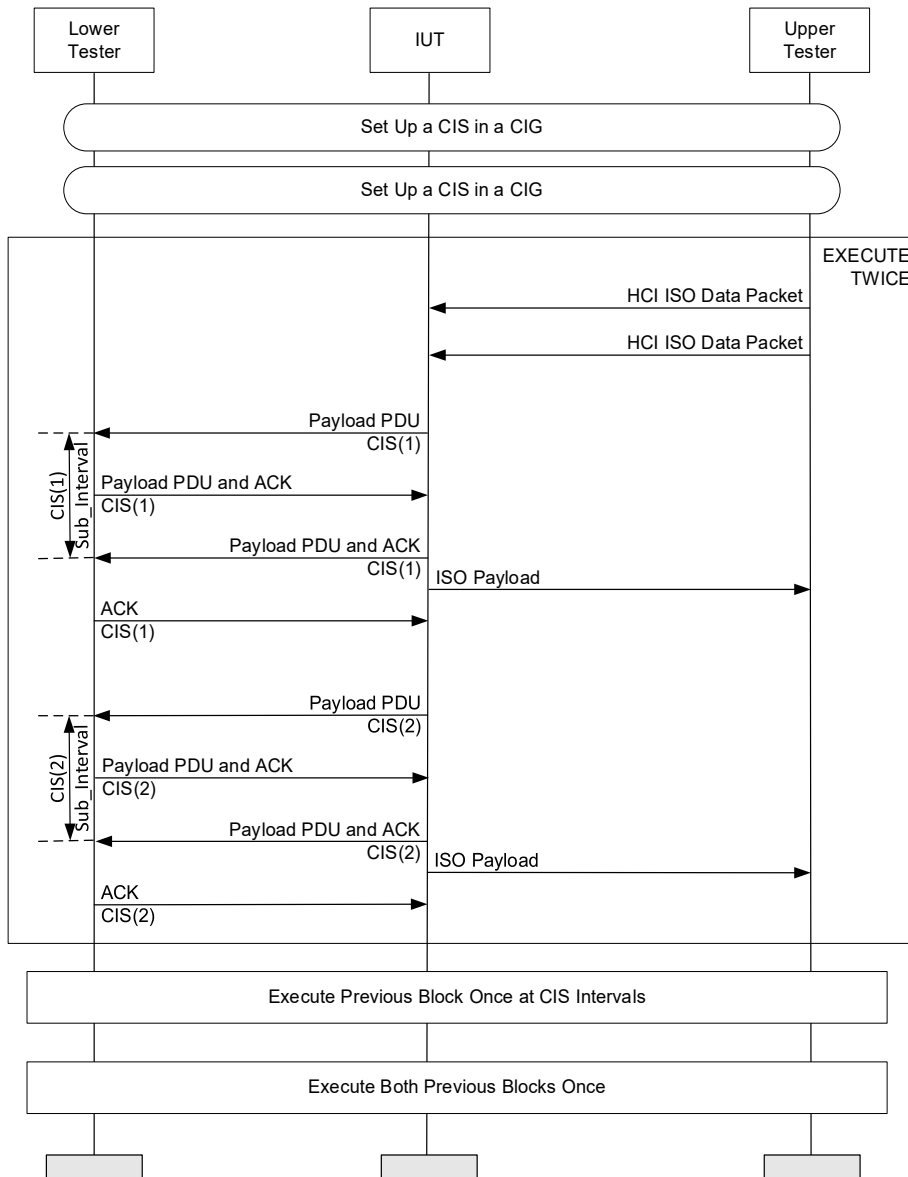 Lower
Tester
IUT
Upper
Tester
Set Up a CIS in a CIG
Set Up a CIS in a CIG
EXECUTE
TWICE
HCI ISO Data Packet
HCI ISO Data Packet
Payload PDU
CIS(1)
CIS(1)
Sub_Interval
Payload PDU and ACK
CIS(1)
Payload PDU and ACK
CIS(1)
ISO Payload
ACK
CIS(1)
Payload PDU
CIS(2)
CIS(2)
Sub_Interval
Payload PDU and ACK
CIS(2)
Payload PDU and ACK
CIS(2)
ISO Payload
ACK
CIS(2)
Execute Previous Block Once at CIS Intervals
Execute Both Previous Blocks Once